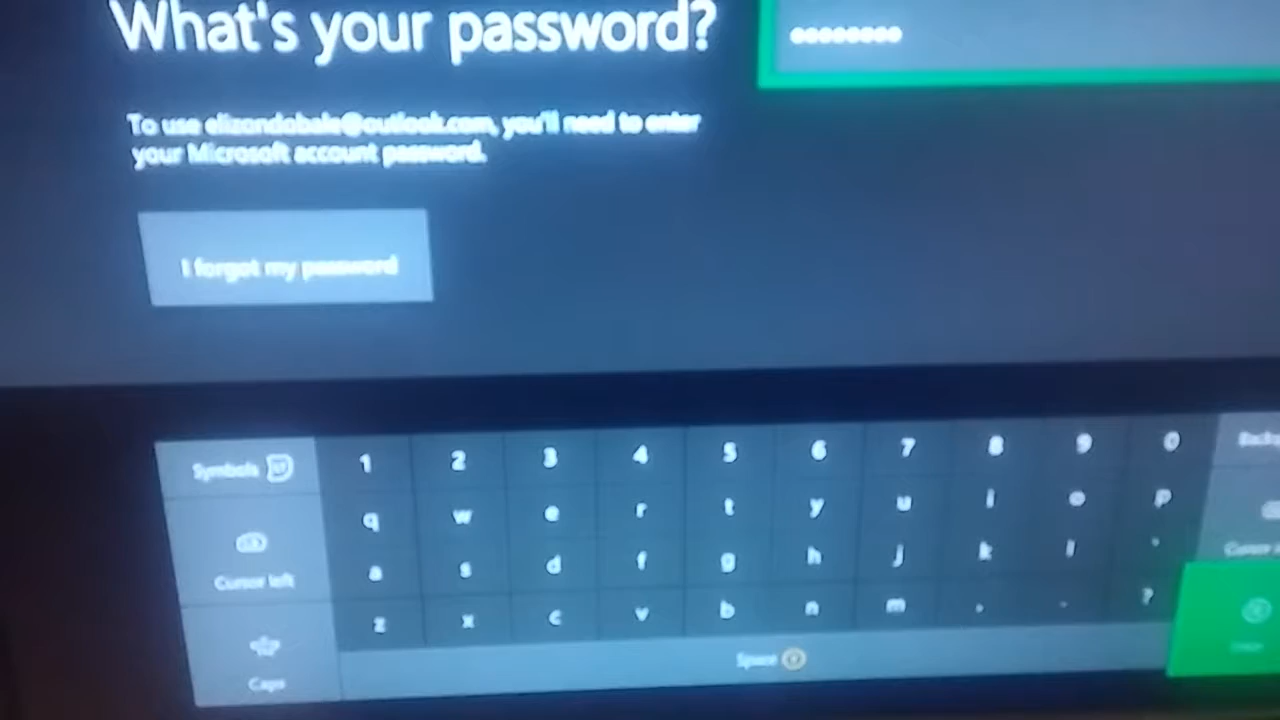 What's your password?
••••••••
To use elizondobale@outlook.com, you'll need to enter
your Microsoft account password.
I forgot my password
Symbols LT 1 2 3 4 5 6 7 8 9 0
q w e r t y u i o p
Cursor left a s d f g h j k l '
z x c v b n m , . ?
Caps Space Y